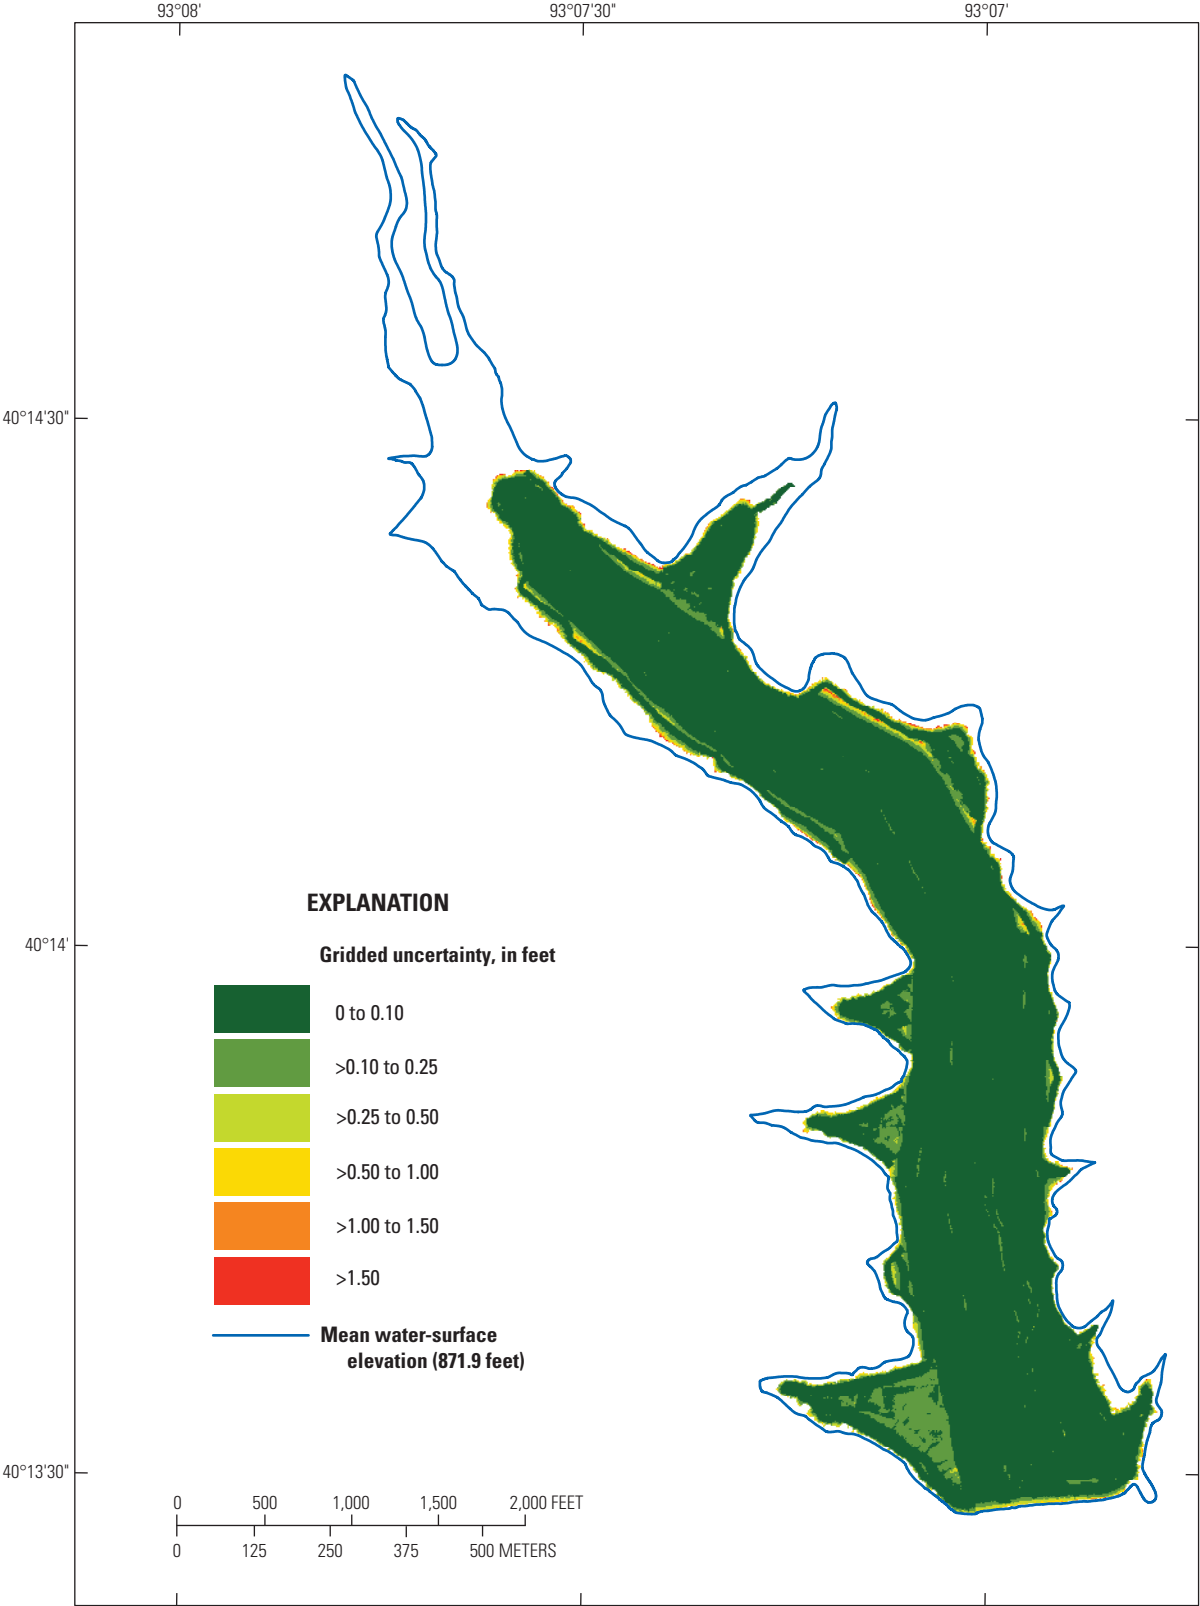 93°08' 93°07'30" 93°07'
40°14'30"
40°14'
40°13'30"
EXPLANATION
Gridded uncertainty, in feet
0 to 0.10
>0.10 to 0.25
>0.25 to 0.50
>0.50 to 1.00
>1.00 to 1.50
>1.50
Mean water-surface
elevation (871.9 feet)
0 500 1,000 1,500 2,000 FEET
0 125 250 375 500 METERS